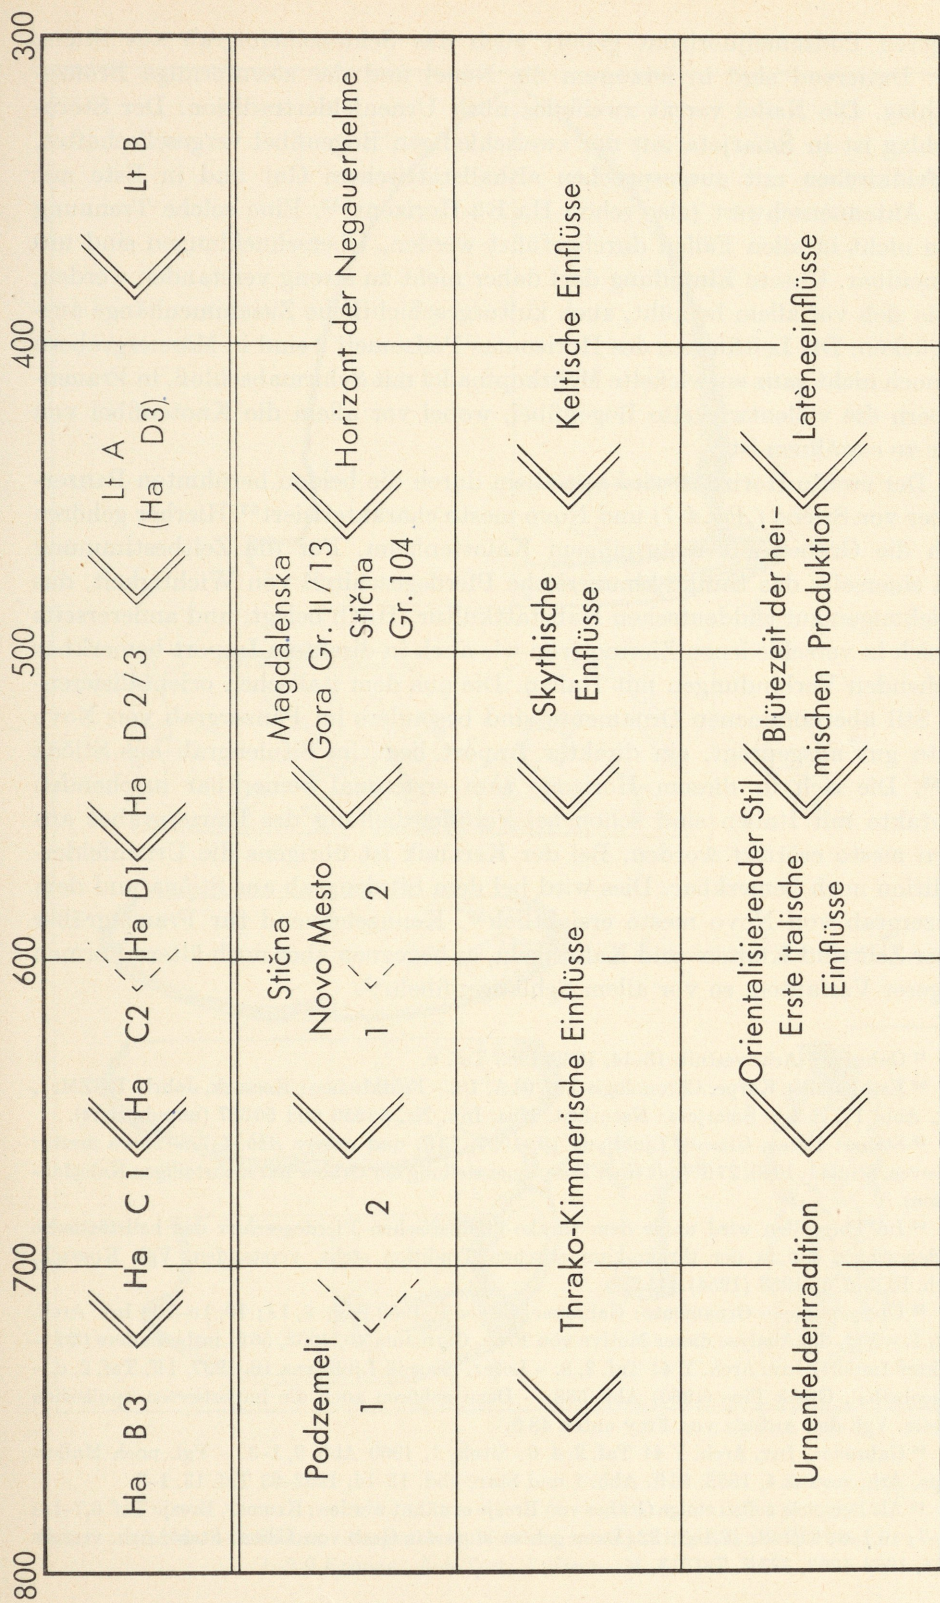 800 700 600 500 400 300
Ha B 3 Ha C 1 Ha C2 Ha D1 Ha D 2/3 Lt A Lt B
(Ha D3)
Podzemelj
1 2
Stična
Novo Mesto
1 2
Magdalenska
Gora Gr. II/13
Stična
Gr. 104
Horizont der Negauerhelme
Thrako-Kimmerische Einflüsse
Skythische
Einflüsse
Keltische Einflüsse
Urnenfeldertradition
Orientalisierender Stil
Erste italische
Einflüsse
Blütezeit der hei-
mischen Produktion
Latèneeinflüsse